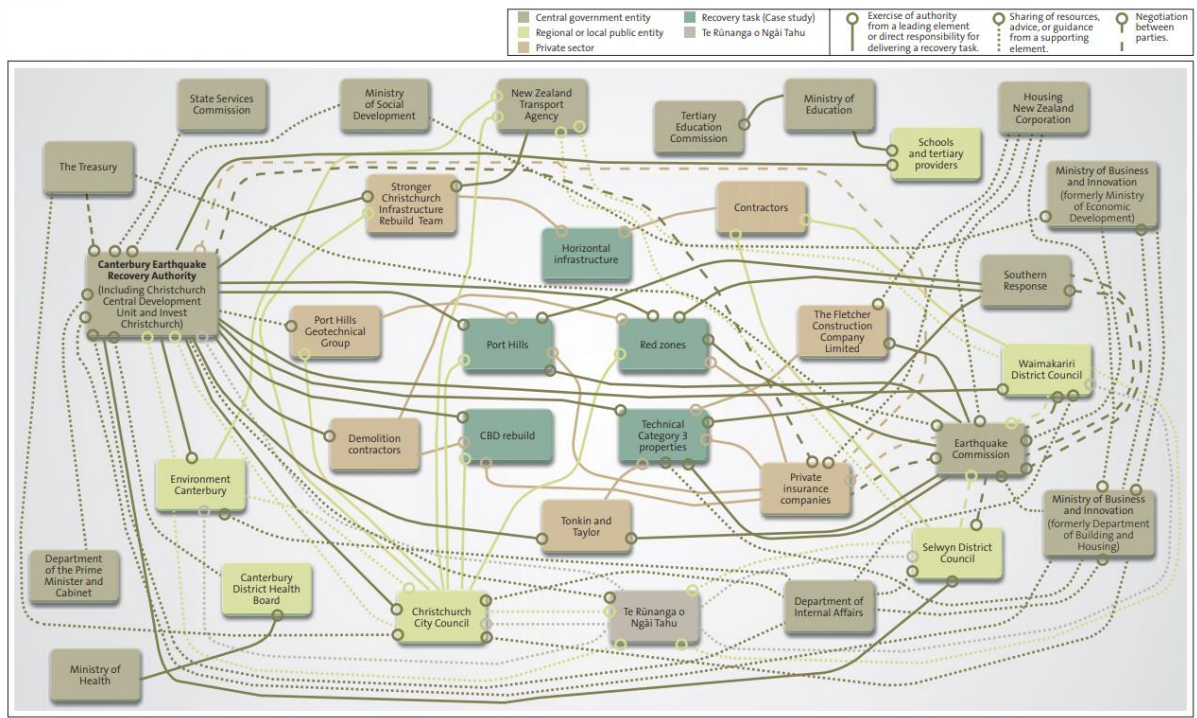 Central government entity
Regional or local public entity
Private sector
Recovery task (Case study)
Te Rūnanga o Ngāi Tahu
Exercise of authority
from a leading element
or direct responsibility for
delivering a recovery task.
Sharing of resources,
advice, or guidance
from a supporting
element.
Negotiation
between
parties.
State Services
Commission
Ministry
of Social
Development
New Zealand
Transport
Agency
Tertiary
Education
Commission
Ministry of
Education
Housing
New Zealand
Corporation
The Treasury
Schools
and tertiary
providers
Stronger
Christchurch
Infrastructure
Rebuild Team
Contractors
Ministry of Business
and Innovation
(formerly Ministry
of Economic
Development)
Horizontal
infrastructure
Canterbury Earthquake
Recovery Authority
(Including Christchurch
Central Development
Unit and Invest
Christchurch)
Southern
Response
Port Hills
Geotechnical
Group
Port Hills
Red zones
The Fletcher
Construction
Company
Limited
Waimakariri
District Council
Demolition
contractors
CBD rebuild
Technical
Category 3
properties
Earthquake
Commission
Environment
Canterbury
Private
insurance
companies
Tonkin and
Taylor
Ministry of Business
and Innovation
(formerly Department
of Building and
Housing)
Selwyn District
Council
Department
of the Prime
Minister and
Cabinet
Canterbury
District Health
Board
Christchurch
City Council
Te Rūnanga o
Ngāi Tahu
Department of
Internal Affairs
Ministry of
Health